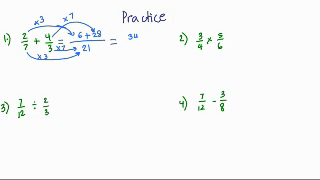 Practice
×3 ×7
1.) 2/7 + 4/3 = (6 + 28)/21 = 34
×7
×3
2) 3/4 × 5/6
3) 7/12 ÷ 2/3
4) 7/12 - 3/8